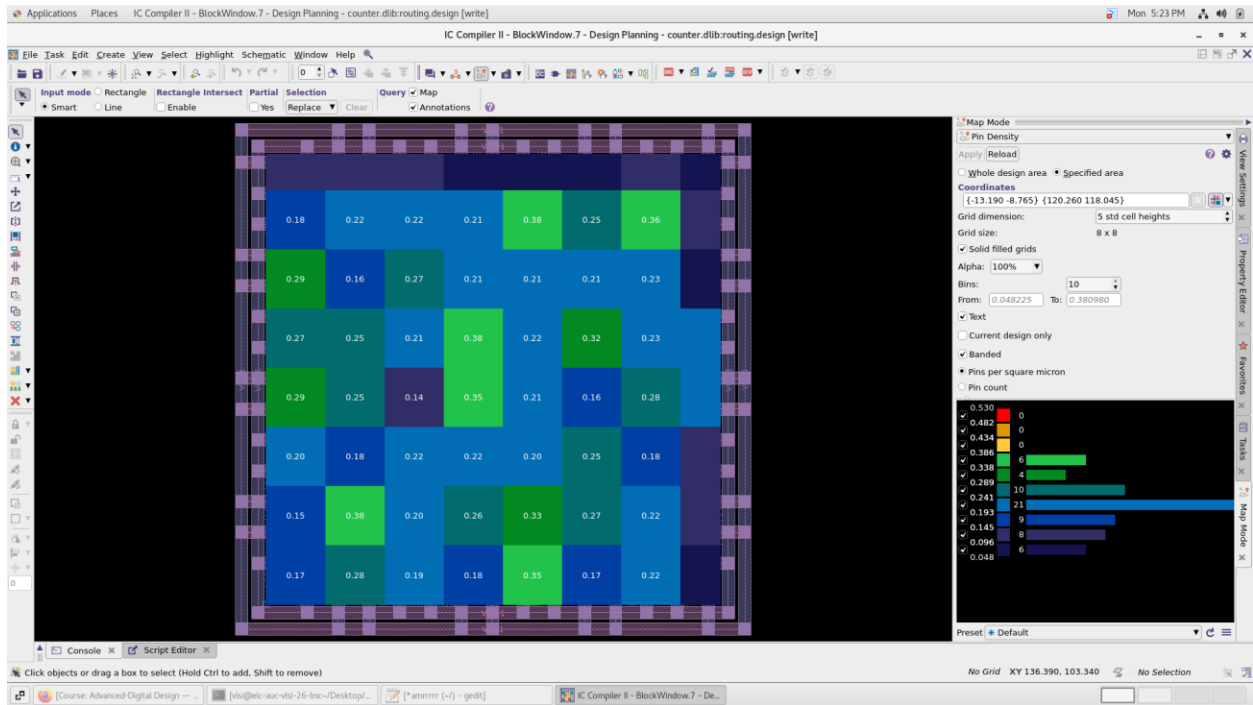 Applications Places IC Compiler II - BlockWindow.7 - Design Planning - counter.dlib:routing.design [write] Mon 5:23 PM
IC Compiler II - BlockWindow.7 - Design Planning - counter.dlib:routing.design [write]
File Task Edit Create View Select Highlight Schematic Window Help
0
Input mode Rectangle Rectangle Intersect Partial Selection Query Map
Smart Line Enable Yes Replace Clear Annotations
0.18 0.22 0.22 0.21 0.38 0.25 0.36
0.29 0.16 0.27 0.21 0.21 0.21 0.23
0.27 0.25 0.21 0.38 0.22 0.32 0.23
0.29 0.25 0.14 0.35 0.21 0.16 0.28
0.20 0.18 0.22 0.22 0.20 0.25 0.18
0.15 0.38 0.20 0.26 0.33 0.27 0.22
0.17 0.28 0.19 0.18 0.35 0.17 0.22
0
Map Mode
Pin Density
Apply Reload
Whole design area Specified area
Coordinates
{-13.190 -8.765} {120.260 118.045}
Grid dimension: 5 std cell heights
Grid size: 8 x 8
Solid filled grids
Alpha: 100%
Bins: 10
From: 0.048225 To: 0.380980
Text
Current design only
Banded
Pins per square micron
Pin count
0.530
0
0.482
0
0.434
0
0.386
6
0.338
4
0.289
10
0.241
21
0.193
9
0.145
8
0.096
6
0.048
Preset Default
View Settings
Property Editor
Favorites
Tasks
Map Mode
Console Script Editor
Click objects or drag a box to select (Hold Ctrl to add, Shift to remove) No Grid XY 136.390, 103.340 No Selection
[Course: Advanced-Digital Design — ... [vlsi@elc-auc-vlsi-26-lnc=/Desktop/... [*amrrrrr (~/) - gedit] IC Compiler II - BlockWindow.7 - De...